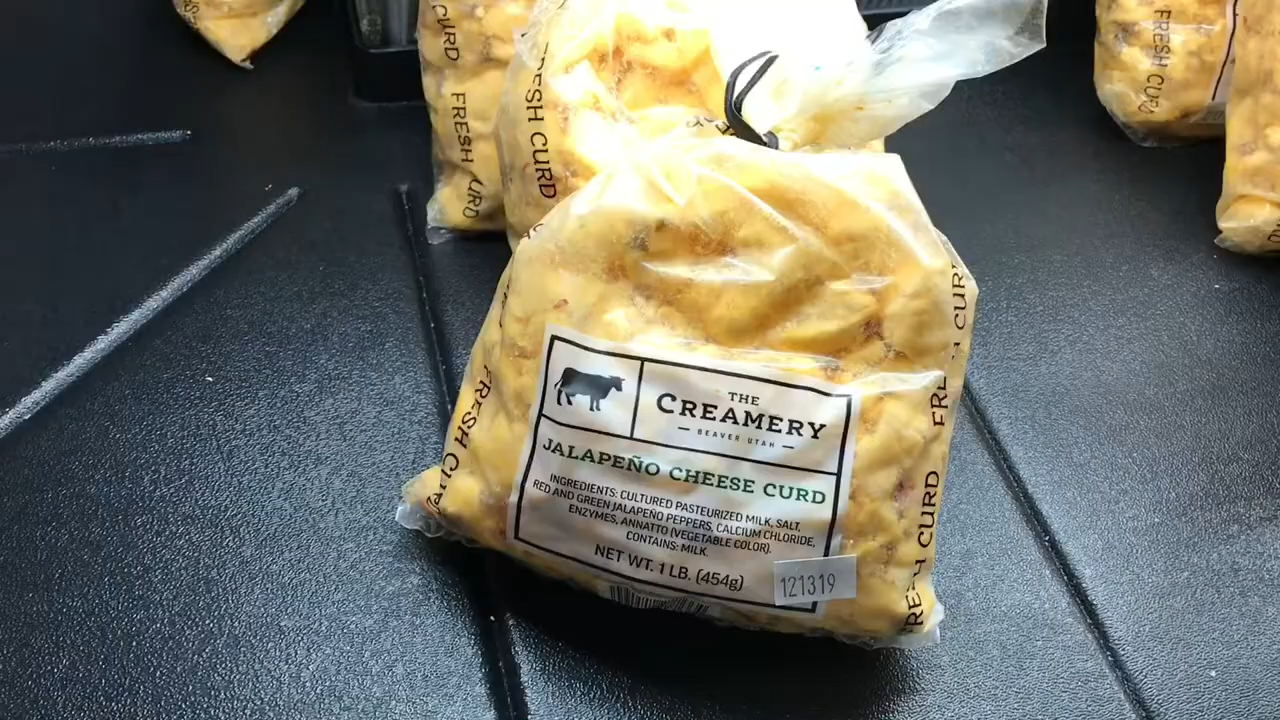 CURD
FRESH
FRESH CURD
FRESH CURD
THE
CREAMERY
BEAVER UTAH
JALAPEÑO CHEESE CURD
INGREDIENTS: CULTURED PASTEURIZED MILK, SALT,
RED AND GREEN JALAPEÑO PEPPERS, CALCIUM CHLORIDE,
ENZYMES, ANNATTO (VEGETABLE COLOR).
CONTAINS: MILK.
NET WT. 1 LB. (454g)
121319
FRESH CURD
FRESH CURD